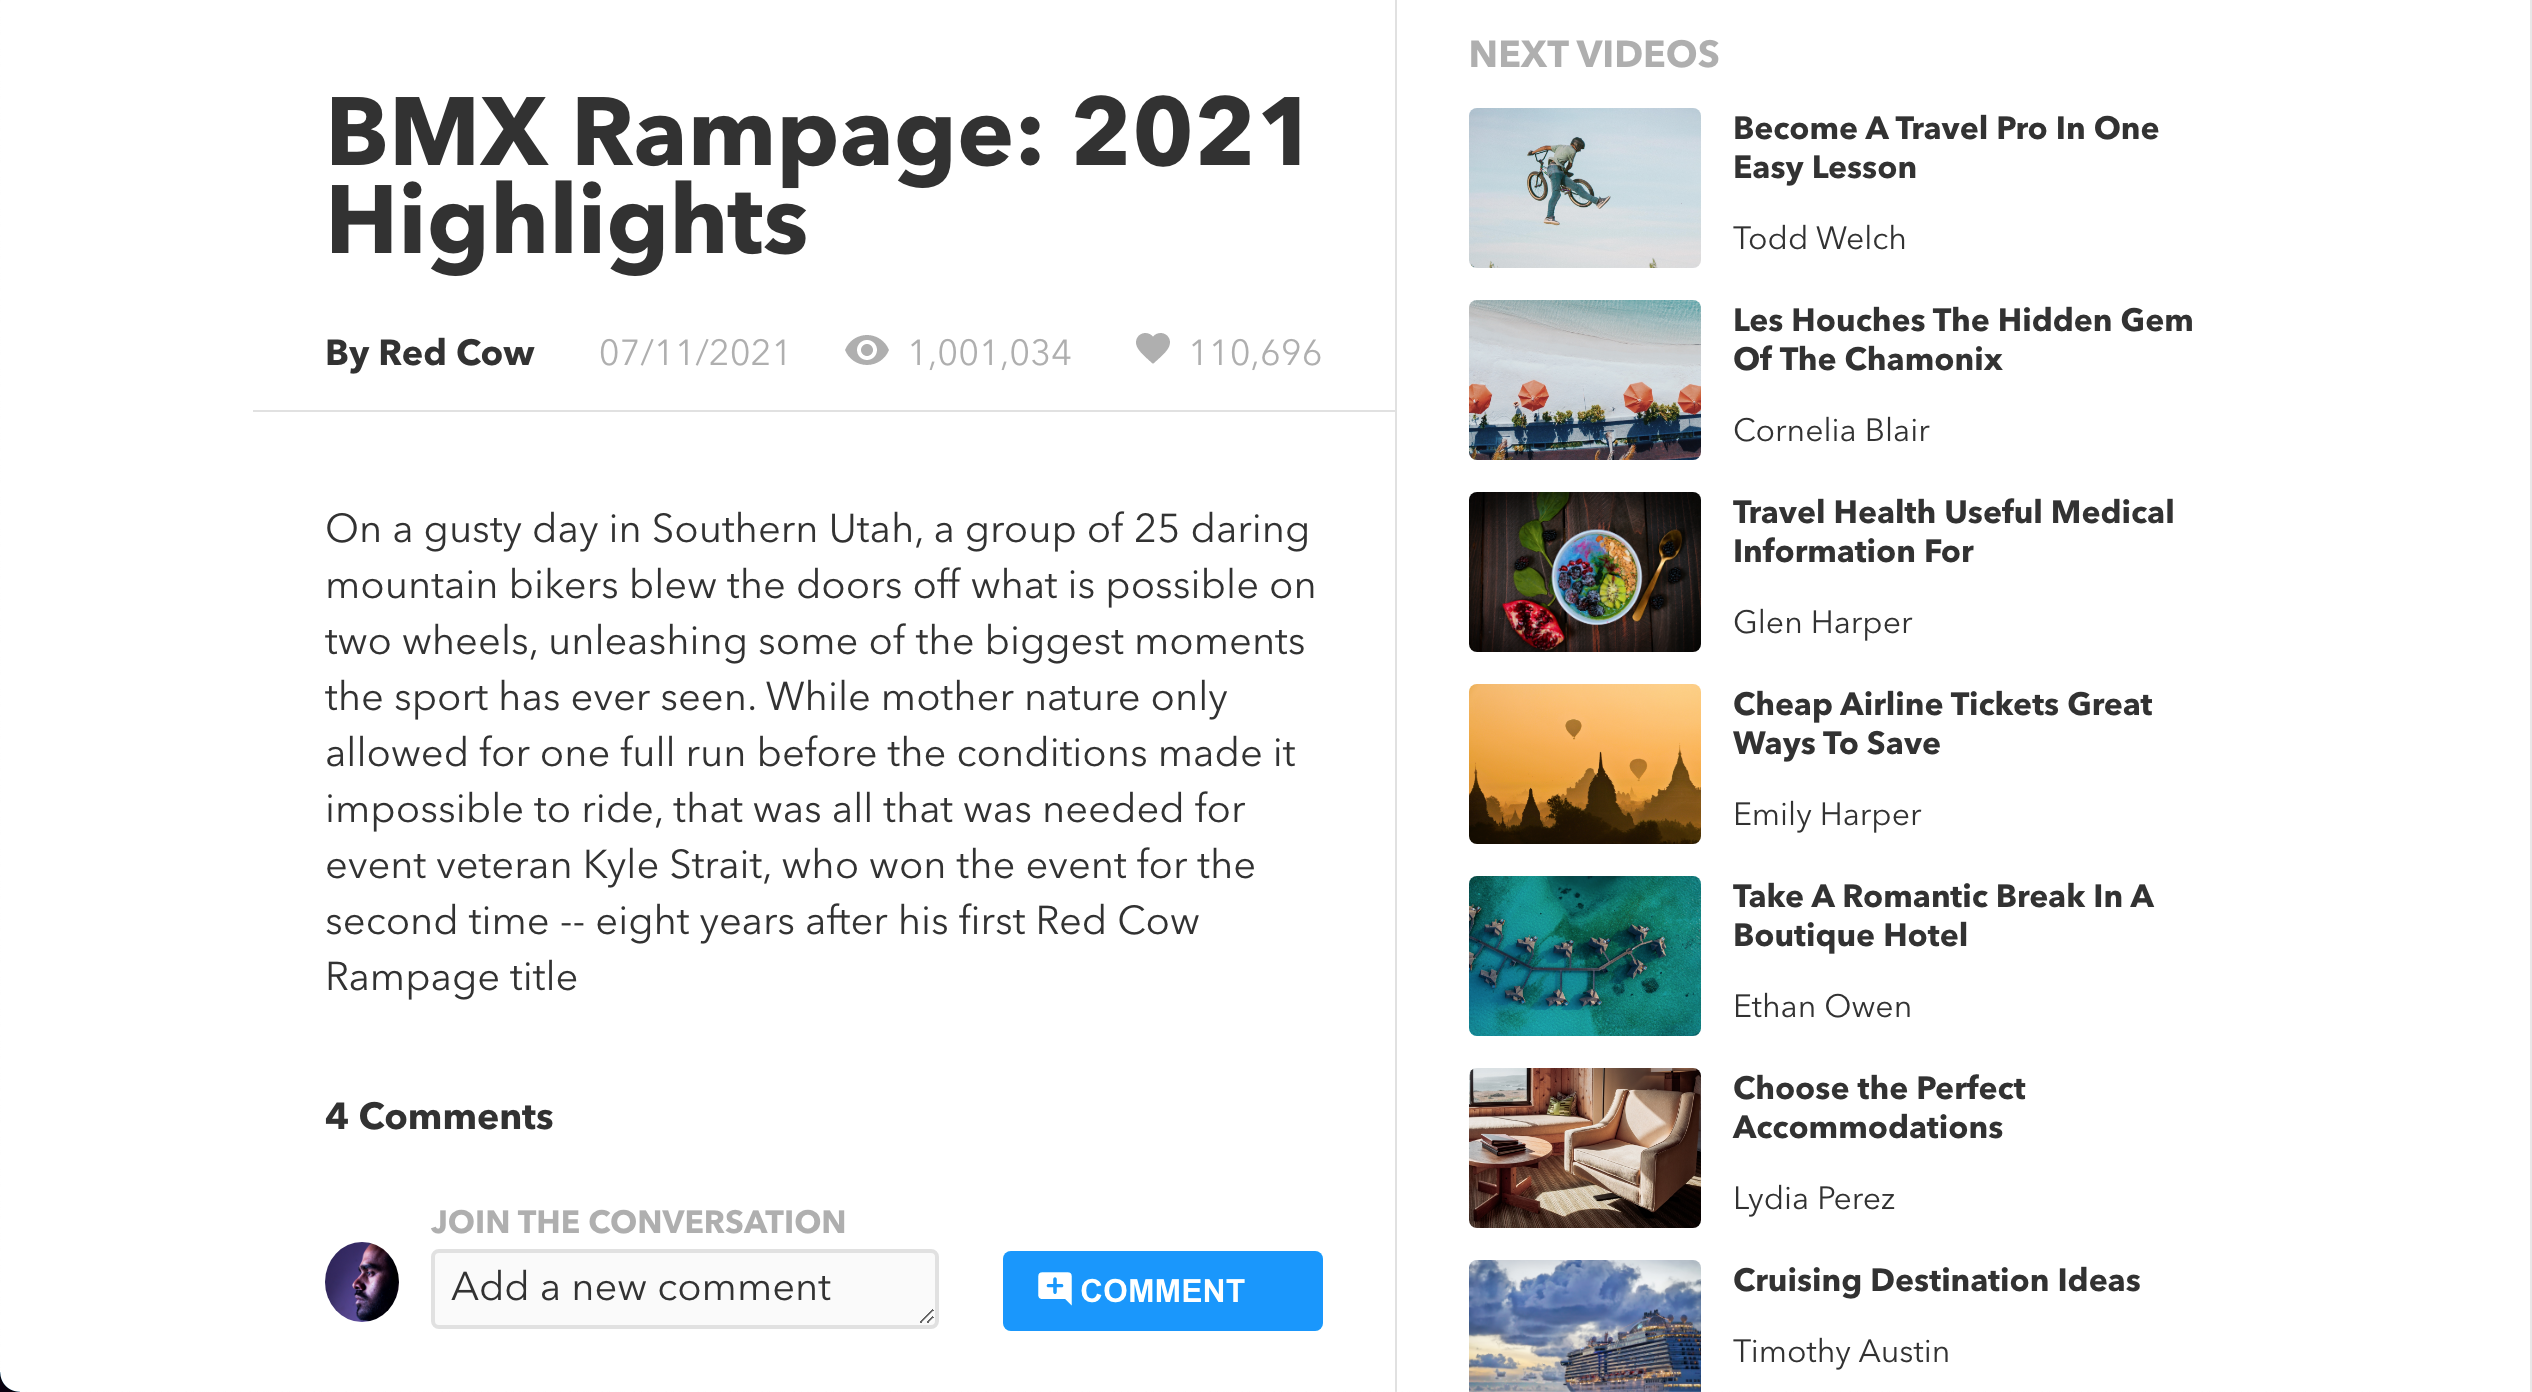 BMX Rampage: 2021
Highlights
By Red Cow 07/11/2021 1,001,034 110,696
On a gusty day in Southern Utah, a group of 25 daring
mountain bikers blew the doors off what is possible on
two wheels, unleashing some of the biggest moments
the sport has ever seen. While mother nature only
allowed for one full run before the conditions made it
impossible to ride, that was all that was needed for
event veteran Kyle Strait, who won the event for the
second time -- eight years after his first Red Cow
Rampage title
4 Comments
JOIN THE CONVERSATION
Add a new comment
COMMENT
NEXT VIDEOS
Become A Travel Pro In One
Easy Lesson
Todd Welch
Les Houches The Hidden Gem
Of The Chamonix
Cornelia Blair
Travel Health Useful Medical
Information For
Glen Harper
Cheap Airline Tickets Great
Ways To Save
Emily Harper
Take A Romantic Break In A
Boutique Hotel
Ethan Owen
Choose the Perfect
Accommodations
Lydia Perez
Cruising Destination Ideas
Timothy Austin